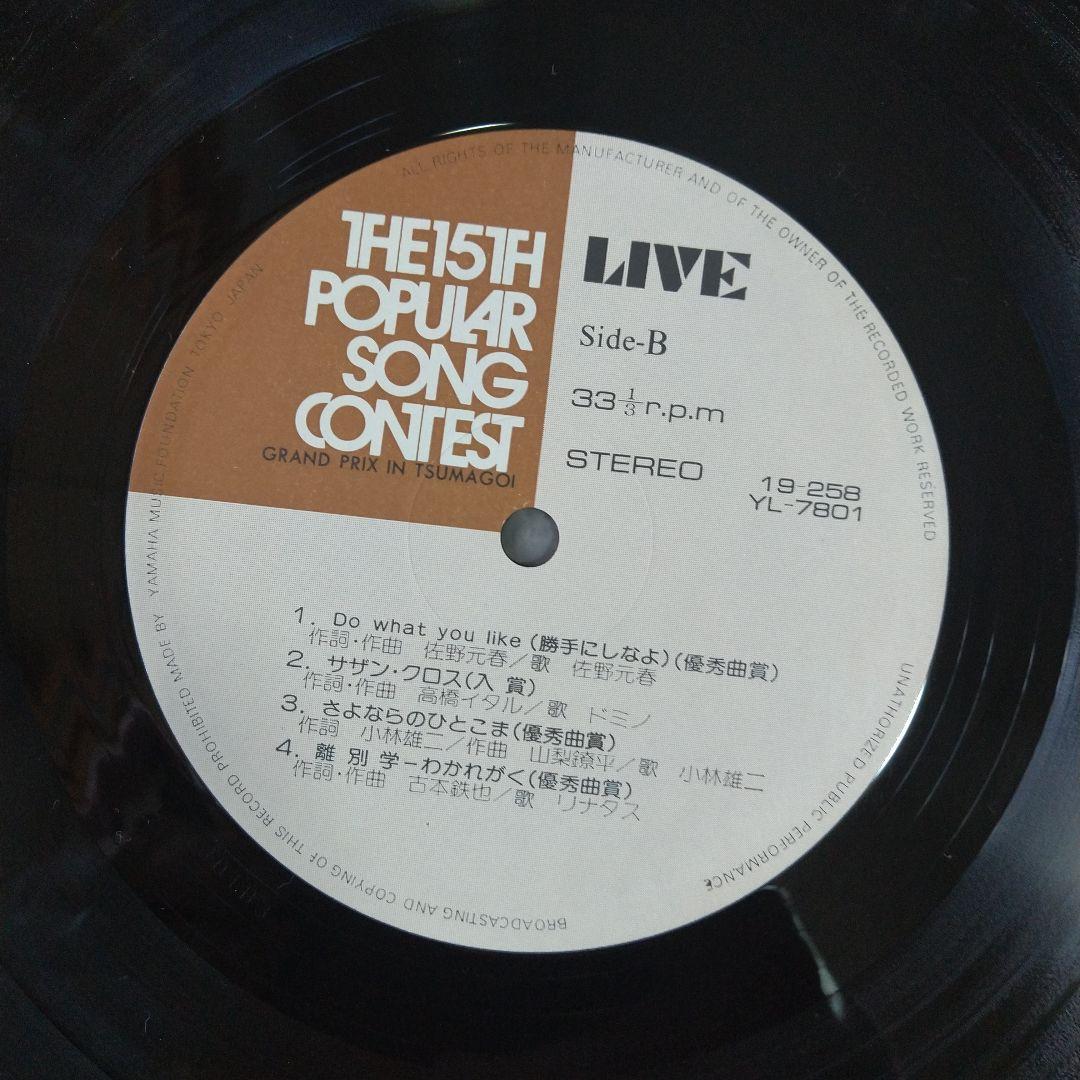 THE 15TH
POPULAR
SONG
CONTEST
GRAND PRIX IN TSUMAGOI
LIVE
Side-B
33 1/3 r.p.m
STEREO
19-258
YL-7801
1. Do what you like (勝手にしなよ)(優秀曲賞)
作詞・作曲 佐野元春/歌 佐野元春
2. サザン・クロス(入 賞)
作詞・作曲 高橋イタル/歌 ドミノ
3. さよならのひとこま(優秀曲賞)
作詞 小林雄二/作曲 山梨鐐平/歌 小林雄二
4. 離 別 学-わかれがく(優秀曲賞)
作詞・作曲 古本鉄也/歌 リナタス
MADE BY YAMAHA MUSIC FOUNDATION TOKYO JAPAN
ALL RIGHTS OF THE MANUFACTURER AND OF THE OWNER OF THE RECORDED WORK RESERVED
UNAUTHORIZED PUBLIC PERFORMANCE
BROADCASTING AND COPYING OF THIS RECORD PROHIBITED